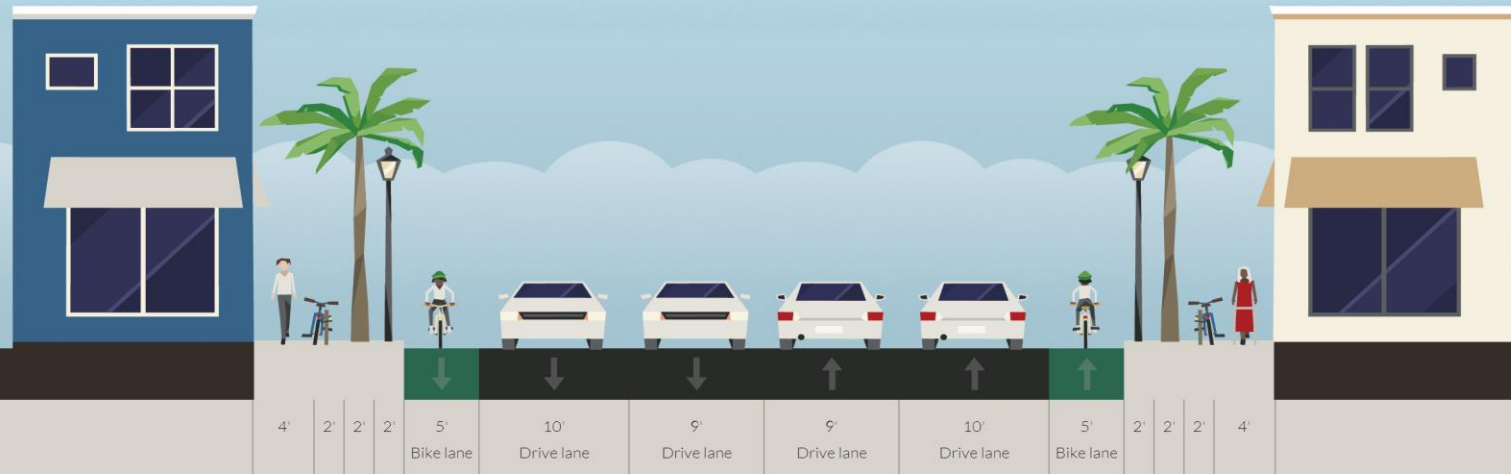 4' 2' 2' 2' 5' 10' 9' 9' 10' 5' 2' 2' 2' 4'
Bike lane Drive lane Drive lane Drive lane Drive lane Bike lane